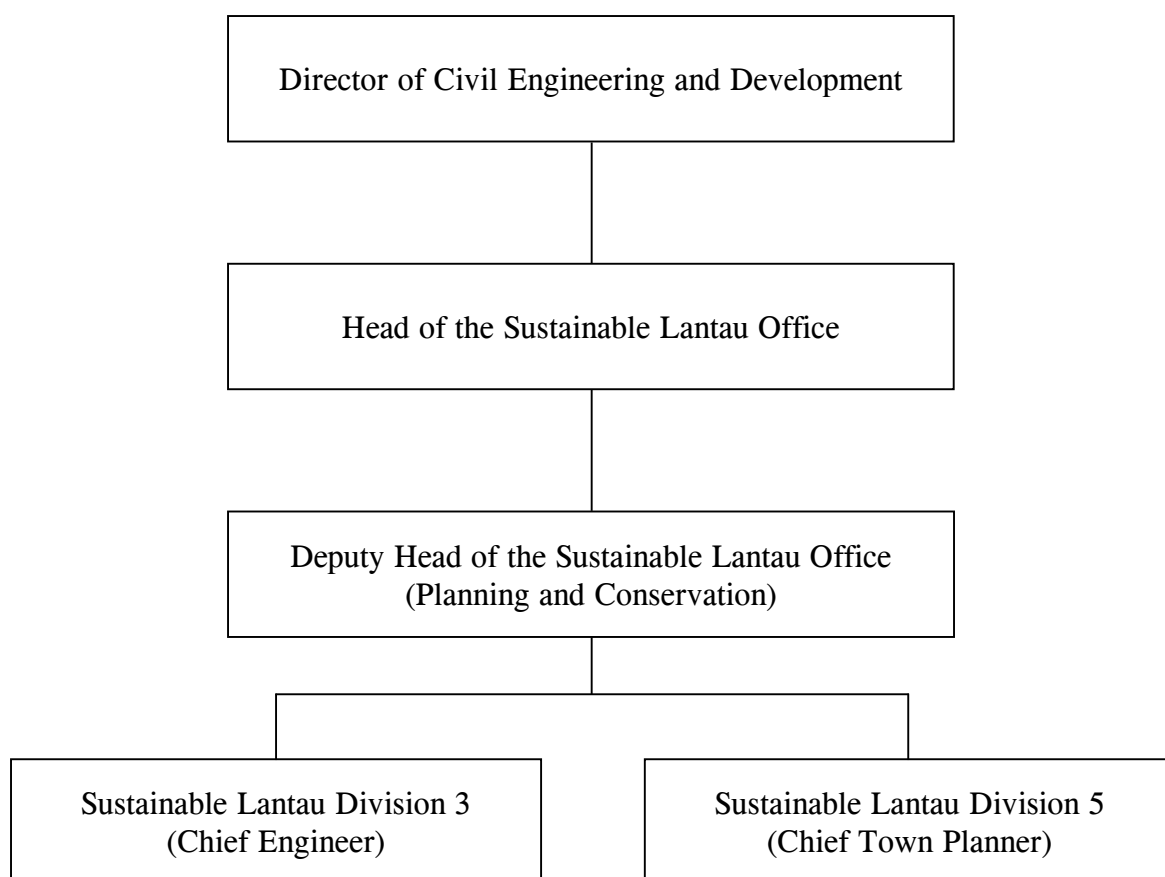 Director of Civil Engineering and Development
Head of the Sustainable Lantau Office
Deputy Head of the Sustainable Lantau Office
(Planning and Conservation)
Sustainable Lantau Division 3
(Chief Engineer)
Sustainable Lantau Division 5
(Chief Town Planner)